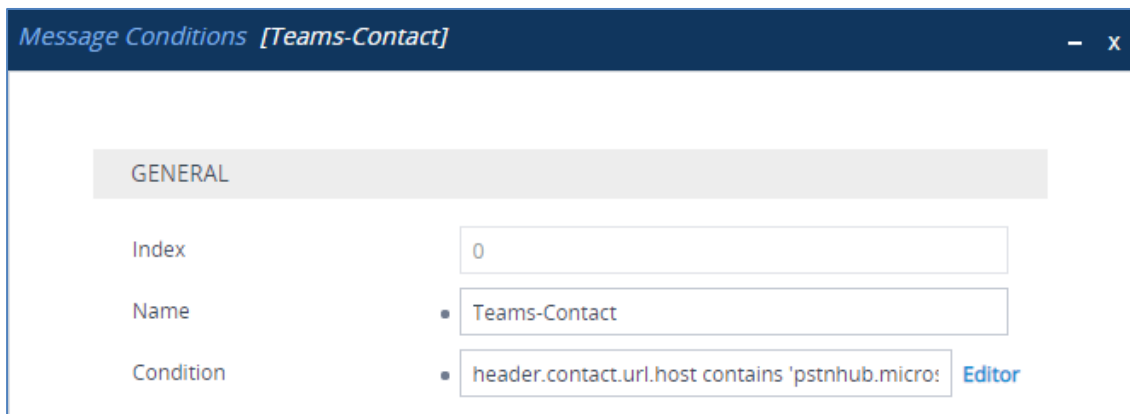 Message Conditions [Teams-Contact] – x
GENERAL
Index 0
Name Teams-Contact
Condition header.contact.url.host contains 'pstnhub.micros Editor